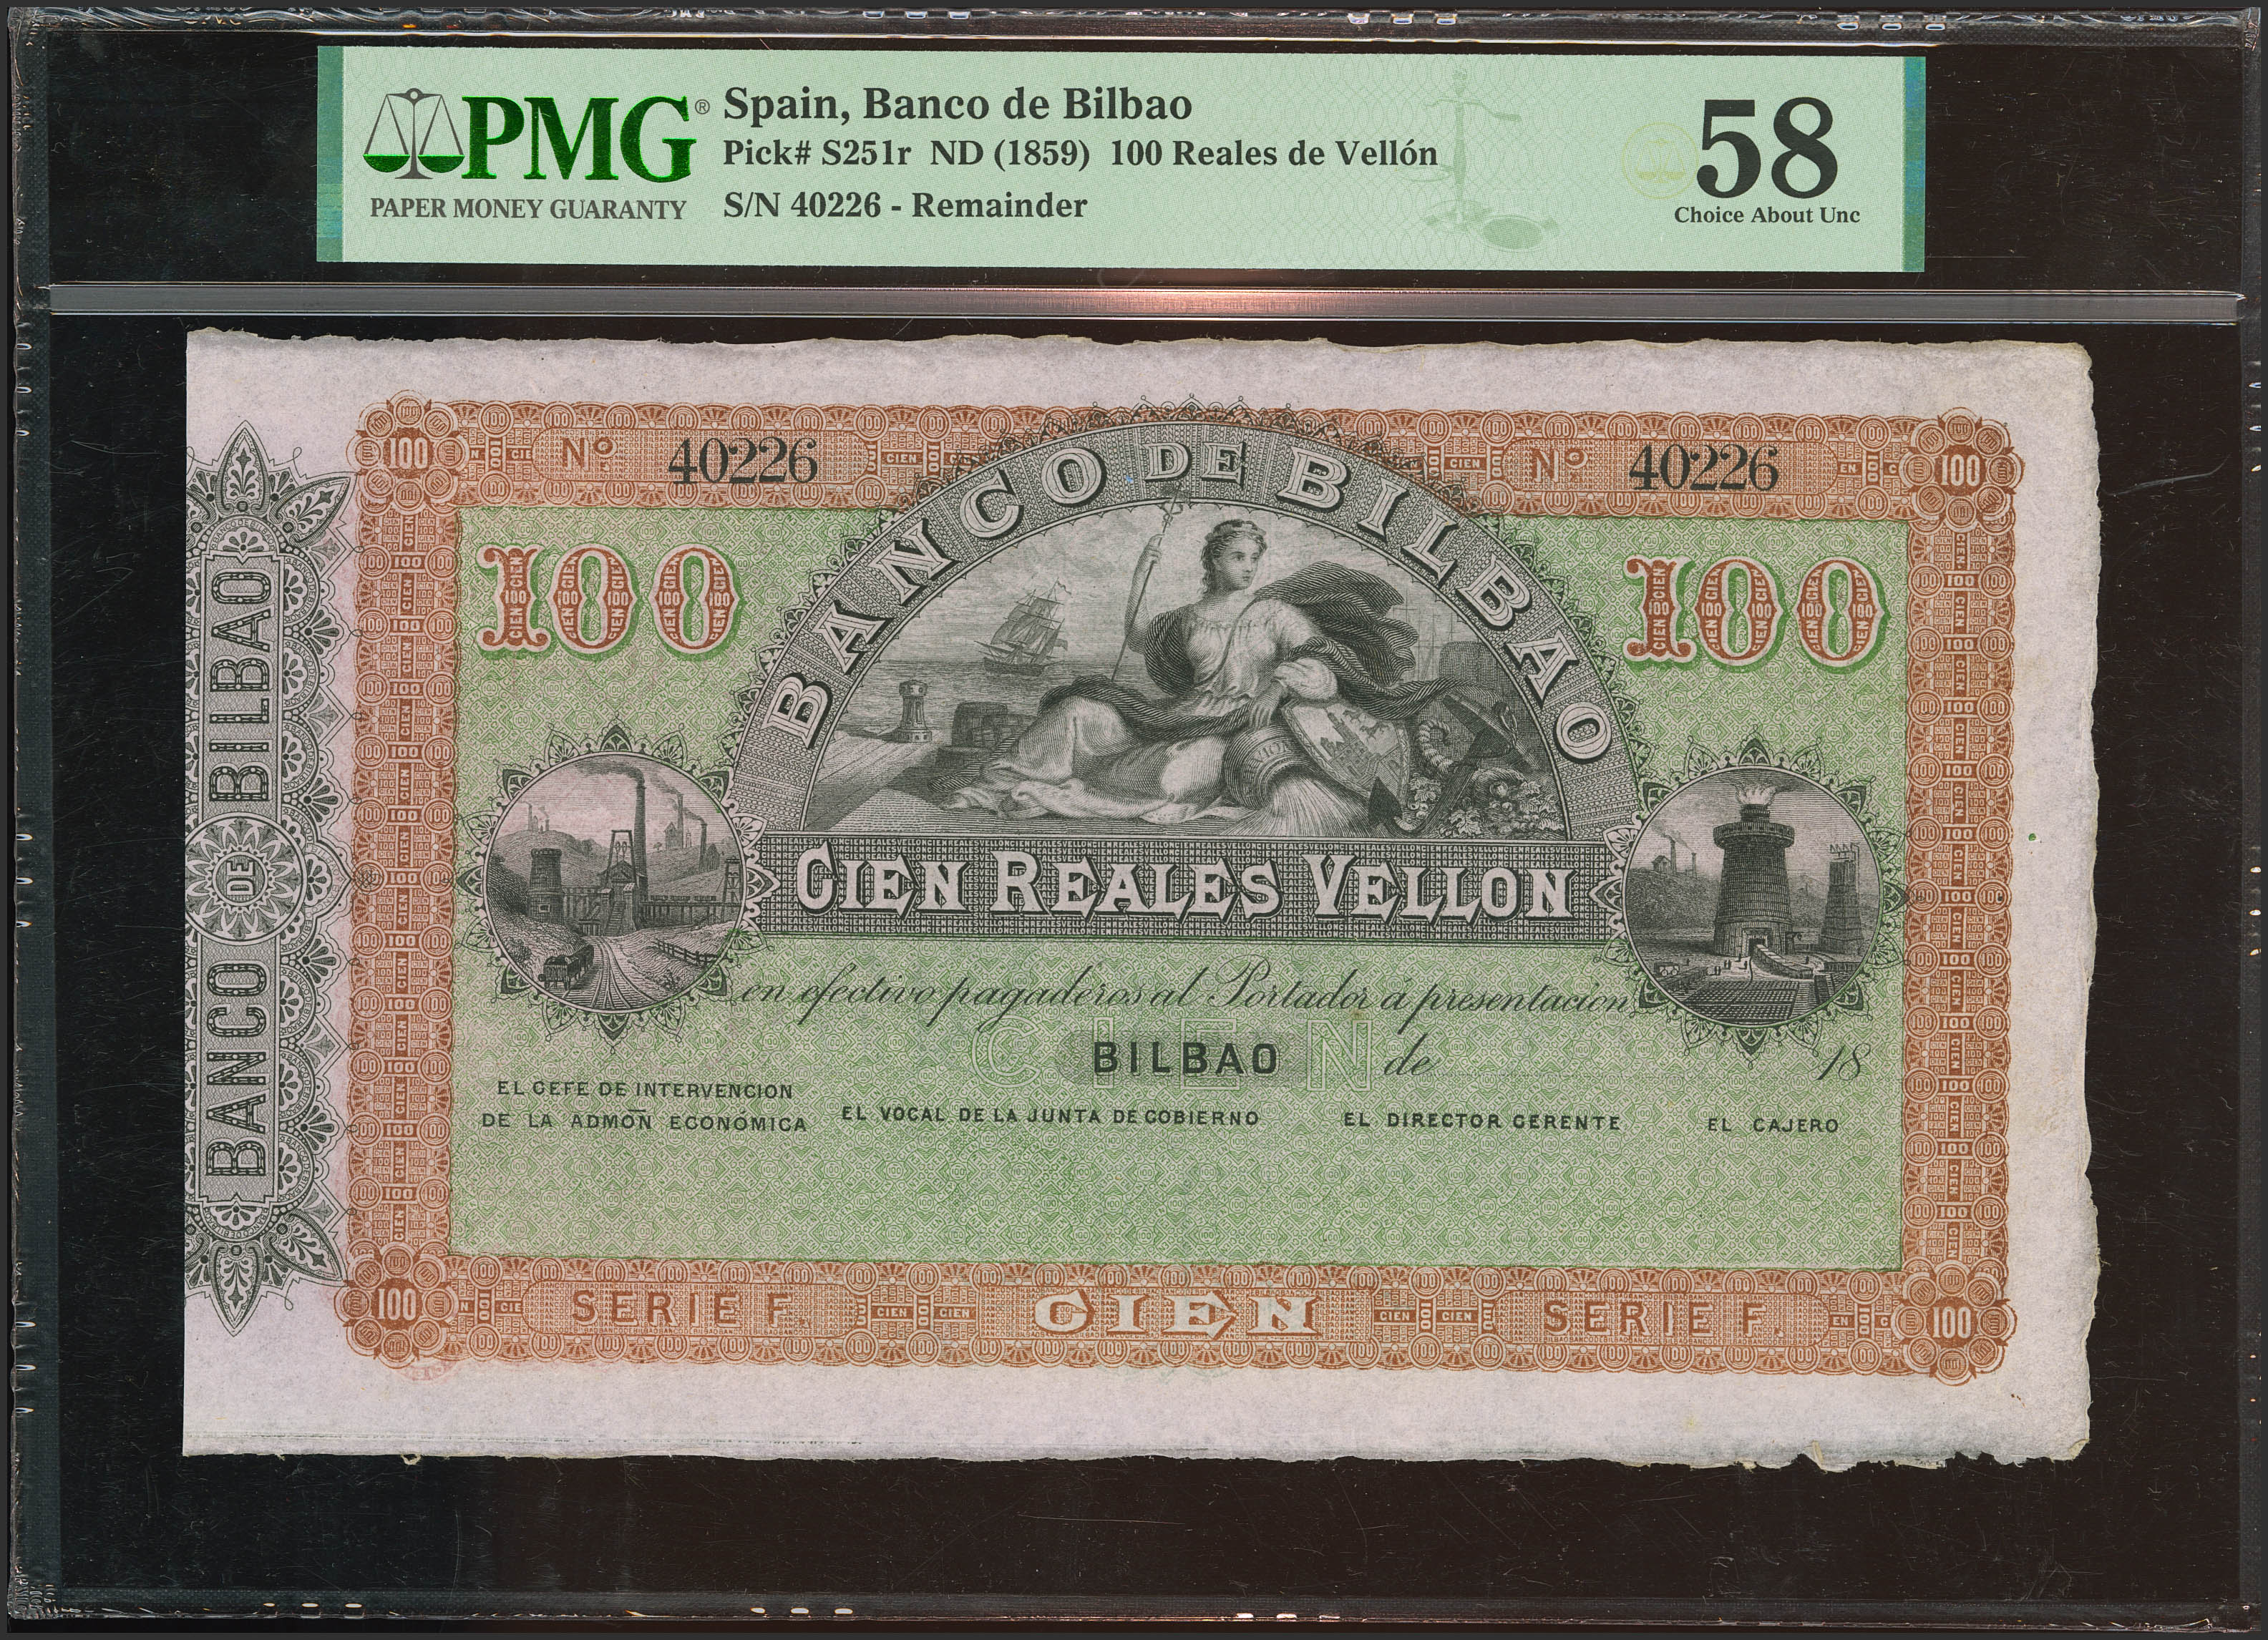 PMG®
PAPER MONEY GUARANTY
Spain, Banco de Bilbao
Pick# S251r ND (1859) 100 Reales de Vellón
S/N 40226 - Remainder
58
Choice About Unc
100
Nº 40226
BANCO DE BILBAO
Nº 40226
100
100
100
BANCO DE BILBAO
CIEN REALES VELLON
en efectivo pagaderos al Portador á presentacion
CIEN
BILBAO de 18
EL GEFE DE INTERVENCION
DE LA ADMON ECONÓMICA
EL VOCAL DE LA JUNTA DE GOBIERNO
EL DIRECTOR GERENTE
EL CAJERO
100
SERIE F.
CIEN
SERIE F.
100